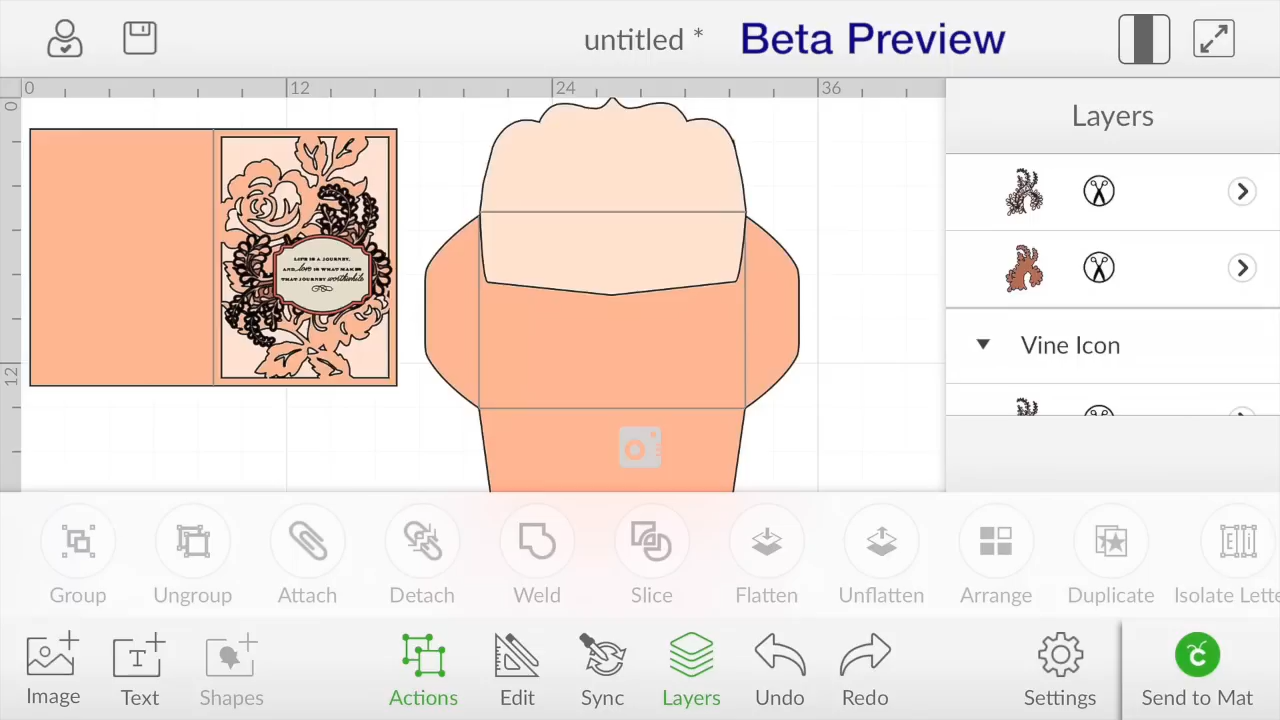 untitled *
Beta Preview
0
12
24
36
0
12
Layers
LIFE IS A JOURNEY,
AND love IS WHAT MAKES
THAT JOURNEY worthwhile
Vine Icon
Group
Ungroup
Attach
Detach
Weld
Slice
Flatten
Unflatten
Arrange
Duplicate
Isolate Lette
Image
Text
Shapes
Actions
Edit
Sync
Layers
Undo
Redo
Settings
Send to Mat